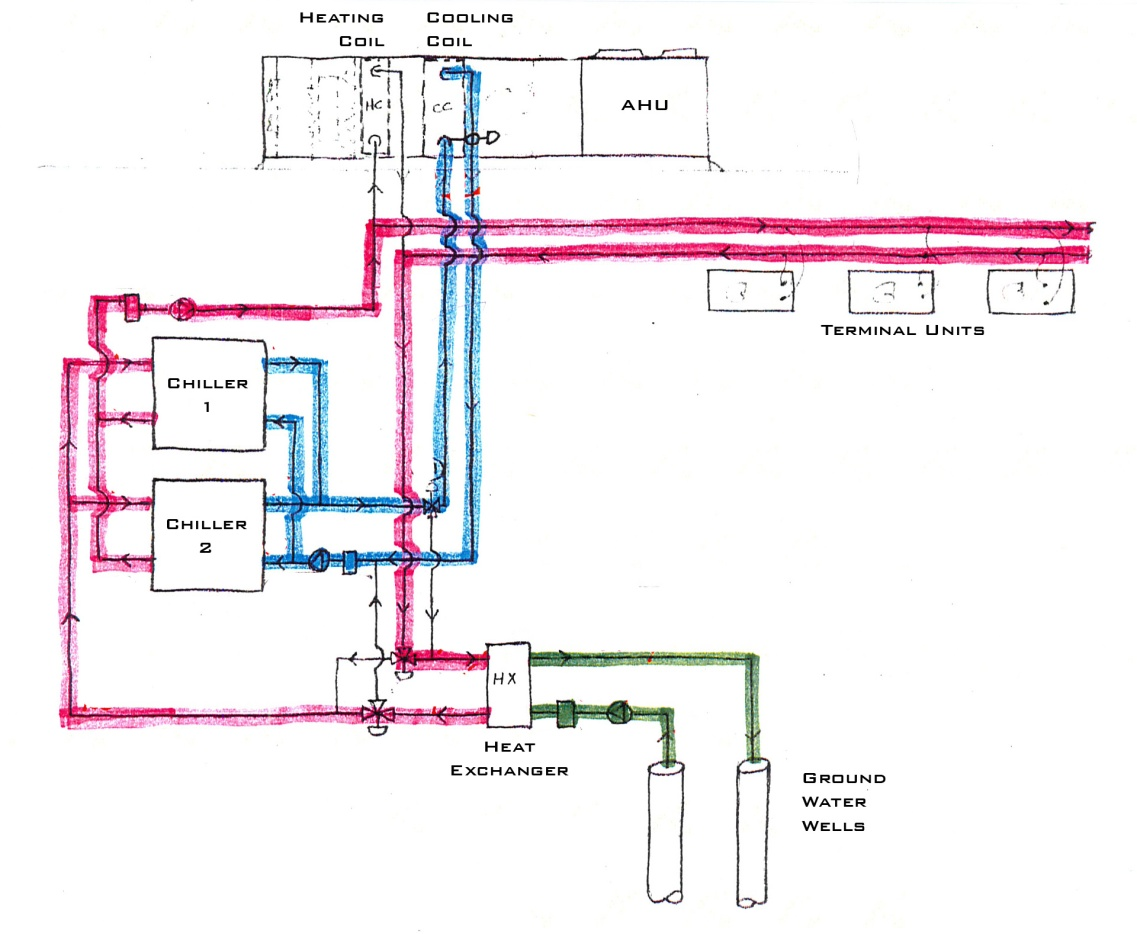 Heating Cooling
Coil Coil
HC
CC
AHU
Terminal Units
Chiller
1
Chiller
2
HX
Heat
Exchanger
Ground
Water
Wells